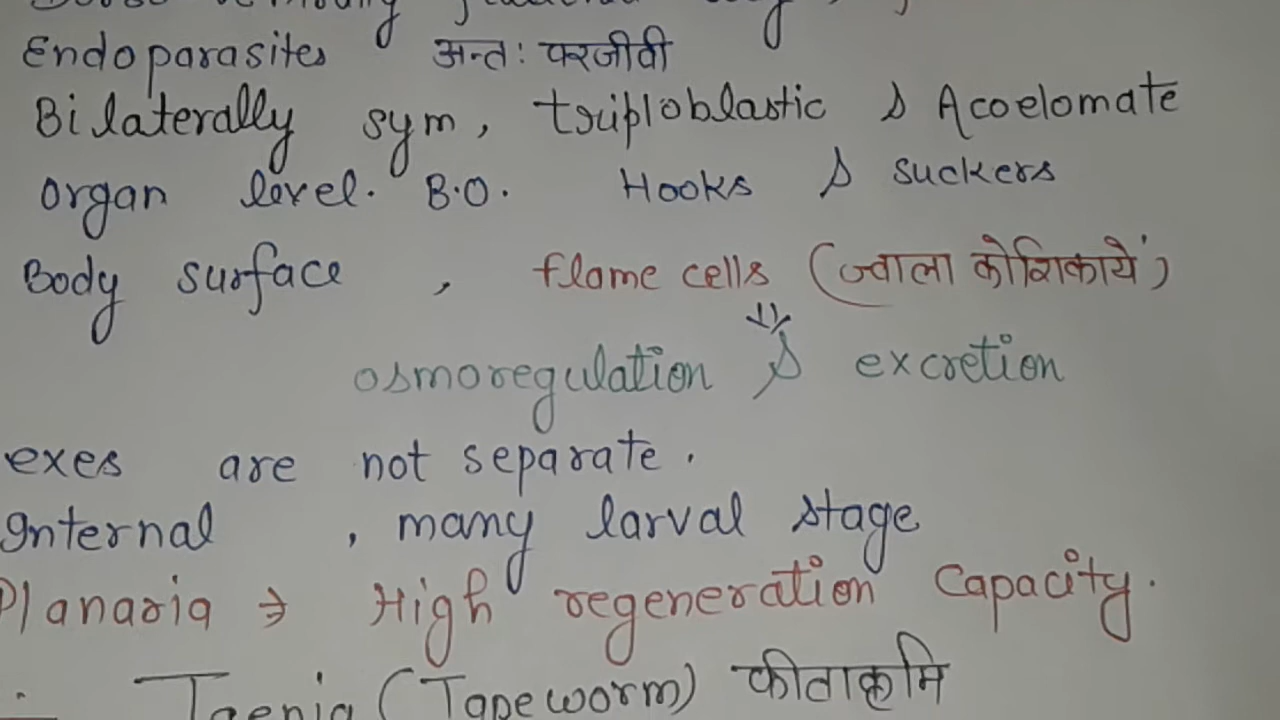 Endoparasites अन्तः परजीवी
Bilaterally sym, triploblastic & Acoelomate
organ level. B.O. Hooks & suckers
Body surface , flame cells (ज्वाला कोशिकायें)
osmoregulation & excretion
exes are not separate.
Internal , many larval stage
Planaria → High regeneration capacity.
Taenia (Tapeworm) फीताकृमि